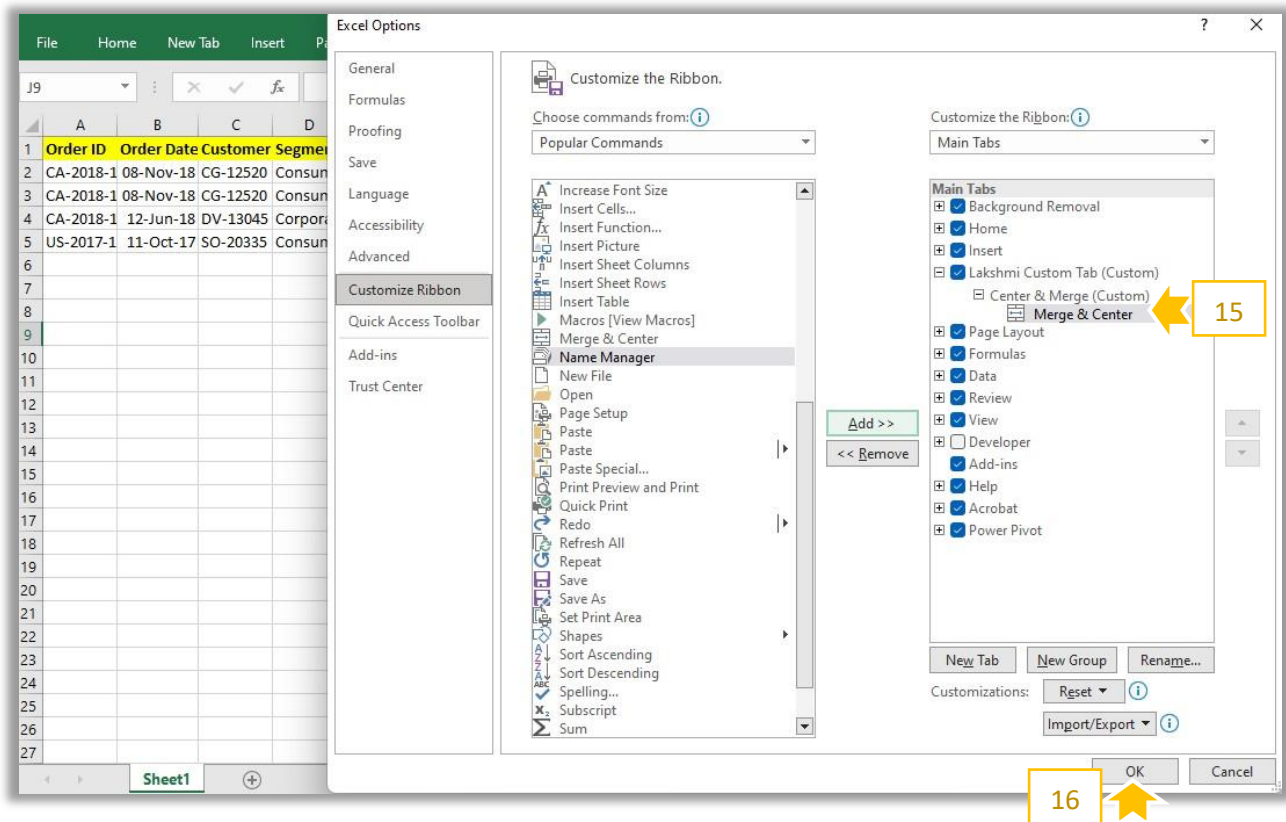 File Home New Tab Insert Pa
J9 fx
A B C D
1 Order ID Order Date Customer Segmen
2 CA-2018-1 08-Nov-18 CG-12520 Consun
3 CA-2018-1 08-Nov-18 CG-12520 Consun
4 CA-2018-1 12-Jun-18 DV-13045 Corpora
5 US-2017-1 11-Oct-17 SO-20335 Consun
6
7
8
9
10
11
12
13
14
15
16
17
18
19
20
21
22
23
24
25
26
27
Sheet1
Excel Options ?
General
Formulas
Proofing
Save
Language
Accessibility
Advanced
Customize Ribbon
Quick Access Toolbar
Add-ins
Trust Center
Customize the Ribbon.
Choose commands from:
Popular Commands
Increase Font Size
Insert Cells...
Insert Function...
Insert Picture
Insert Sheet Columns
Insert Sheet Rows
Insert Table
Macros [View Macros]
Merge & Center
Name Manager
New File
Open
Page Setup
Paste
Paste
Paste Special...
Print Preview and Print
Quick Print
Redo
Refresh All
Repeat
Save
Save As
Set Print Area
Shapes
Sort Ascending
Sort Descending
Spelling...
Subscript
Sum
Add >>
<< Remove
Customize the Ribbon:
Main Tabs
Main Tabs
Background Removal
Home
Insert
Lakshmi Custom Tab (Custom)
Center & Merge (Custom)
Merge & Center
Page Layout
Formulas
Data
Review
View
Developer
Add-ins
Help
Acrobat
Power Pivot
15
New Tab New Group Rename...
Customizations: Reset
Import/Export
OK Cancel
16